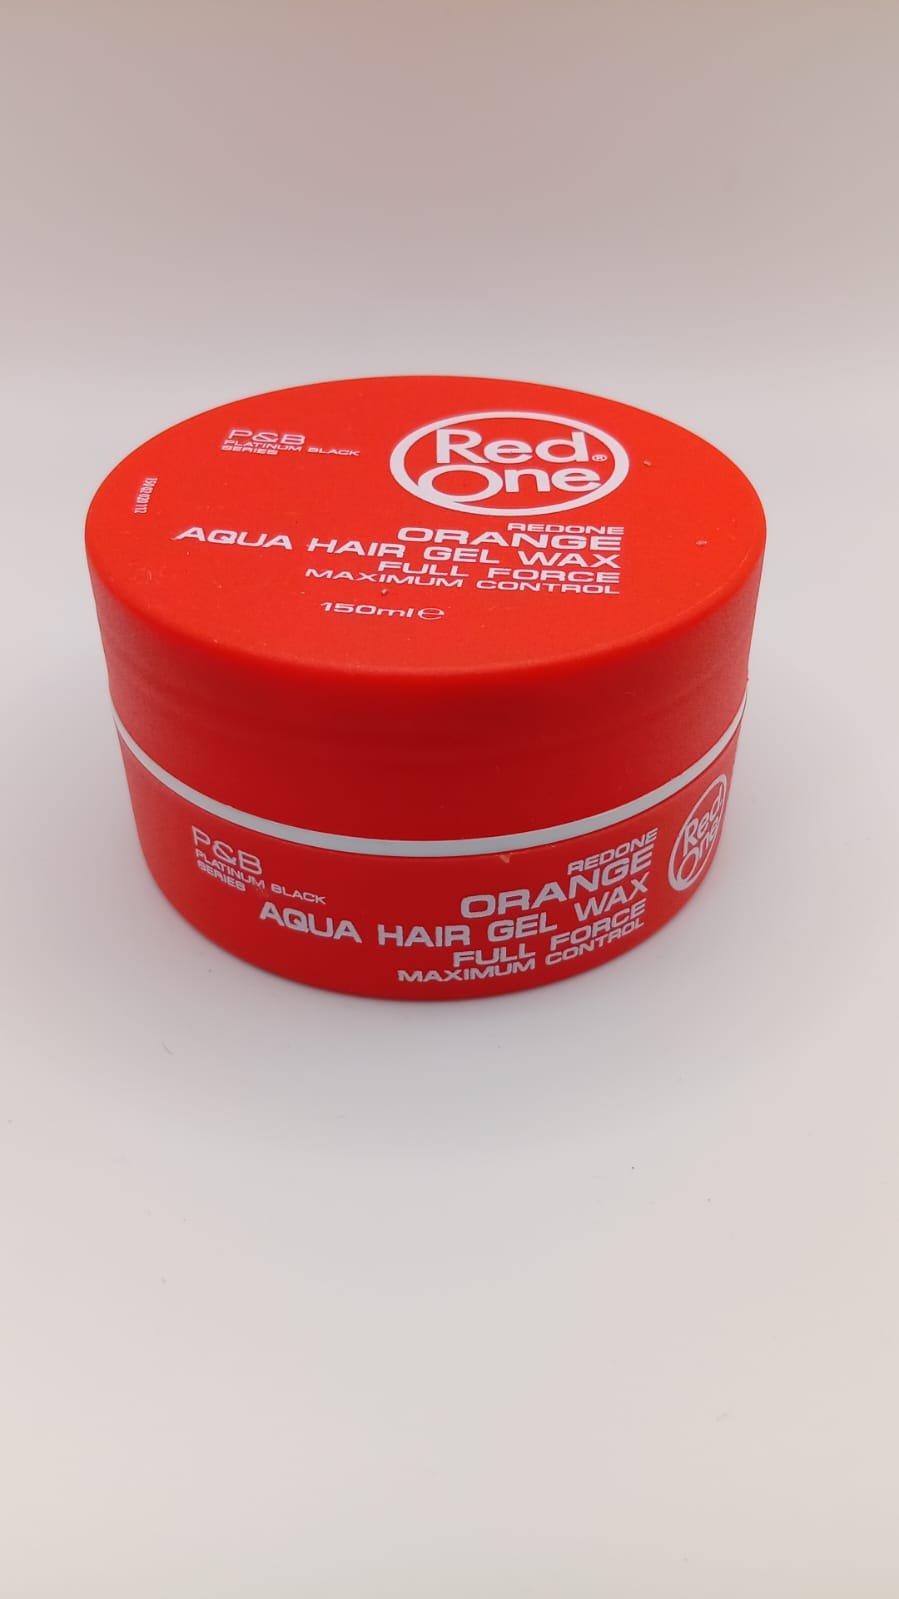 P&B
PLATINUM BLACK
SERIES
Red
One®
REDONE
ORANGE
AQUA HAIR GEL WAX
FULL FORCE
MAXIMUM CONTROL
150ml e
P&B
PLATINUM BLACK
SERIES
REDONE
ORANGE
AQUA HAIR GEL WAX
FULL FORCE
MAXIMUM CONTROL
Red
One